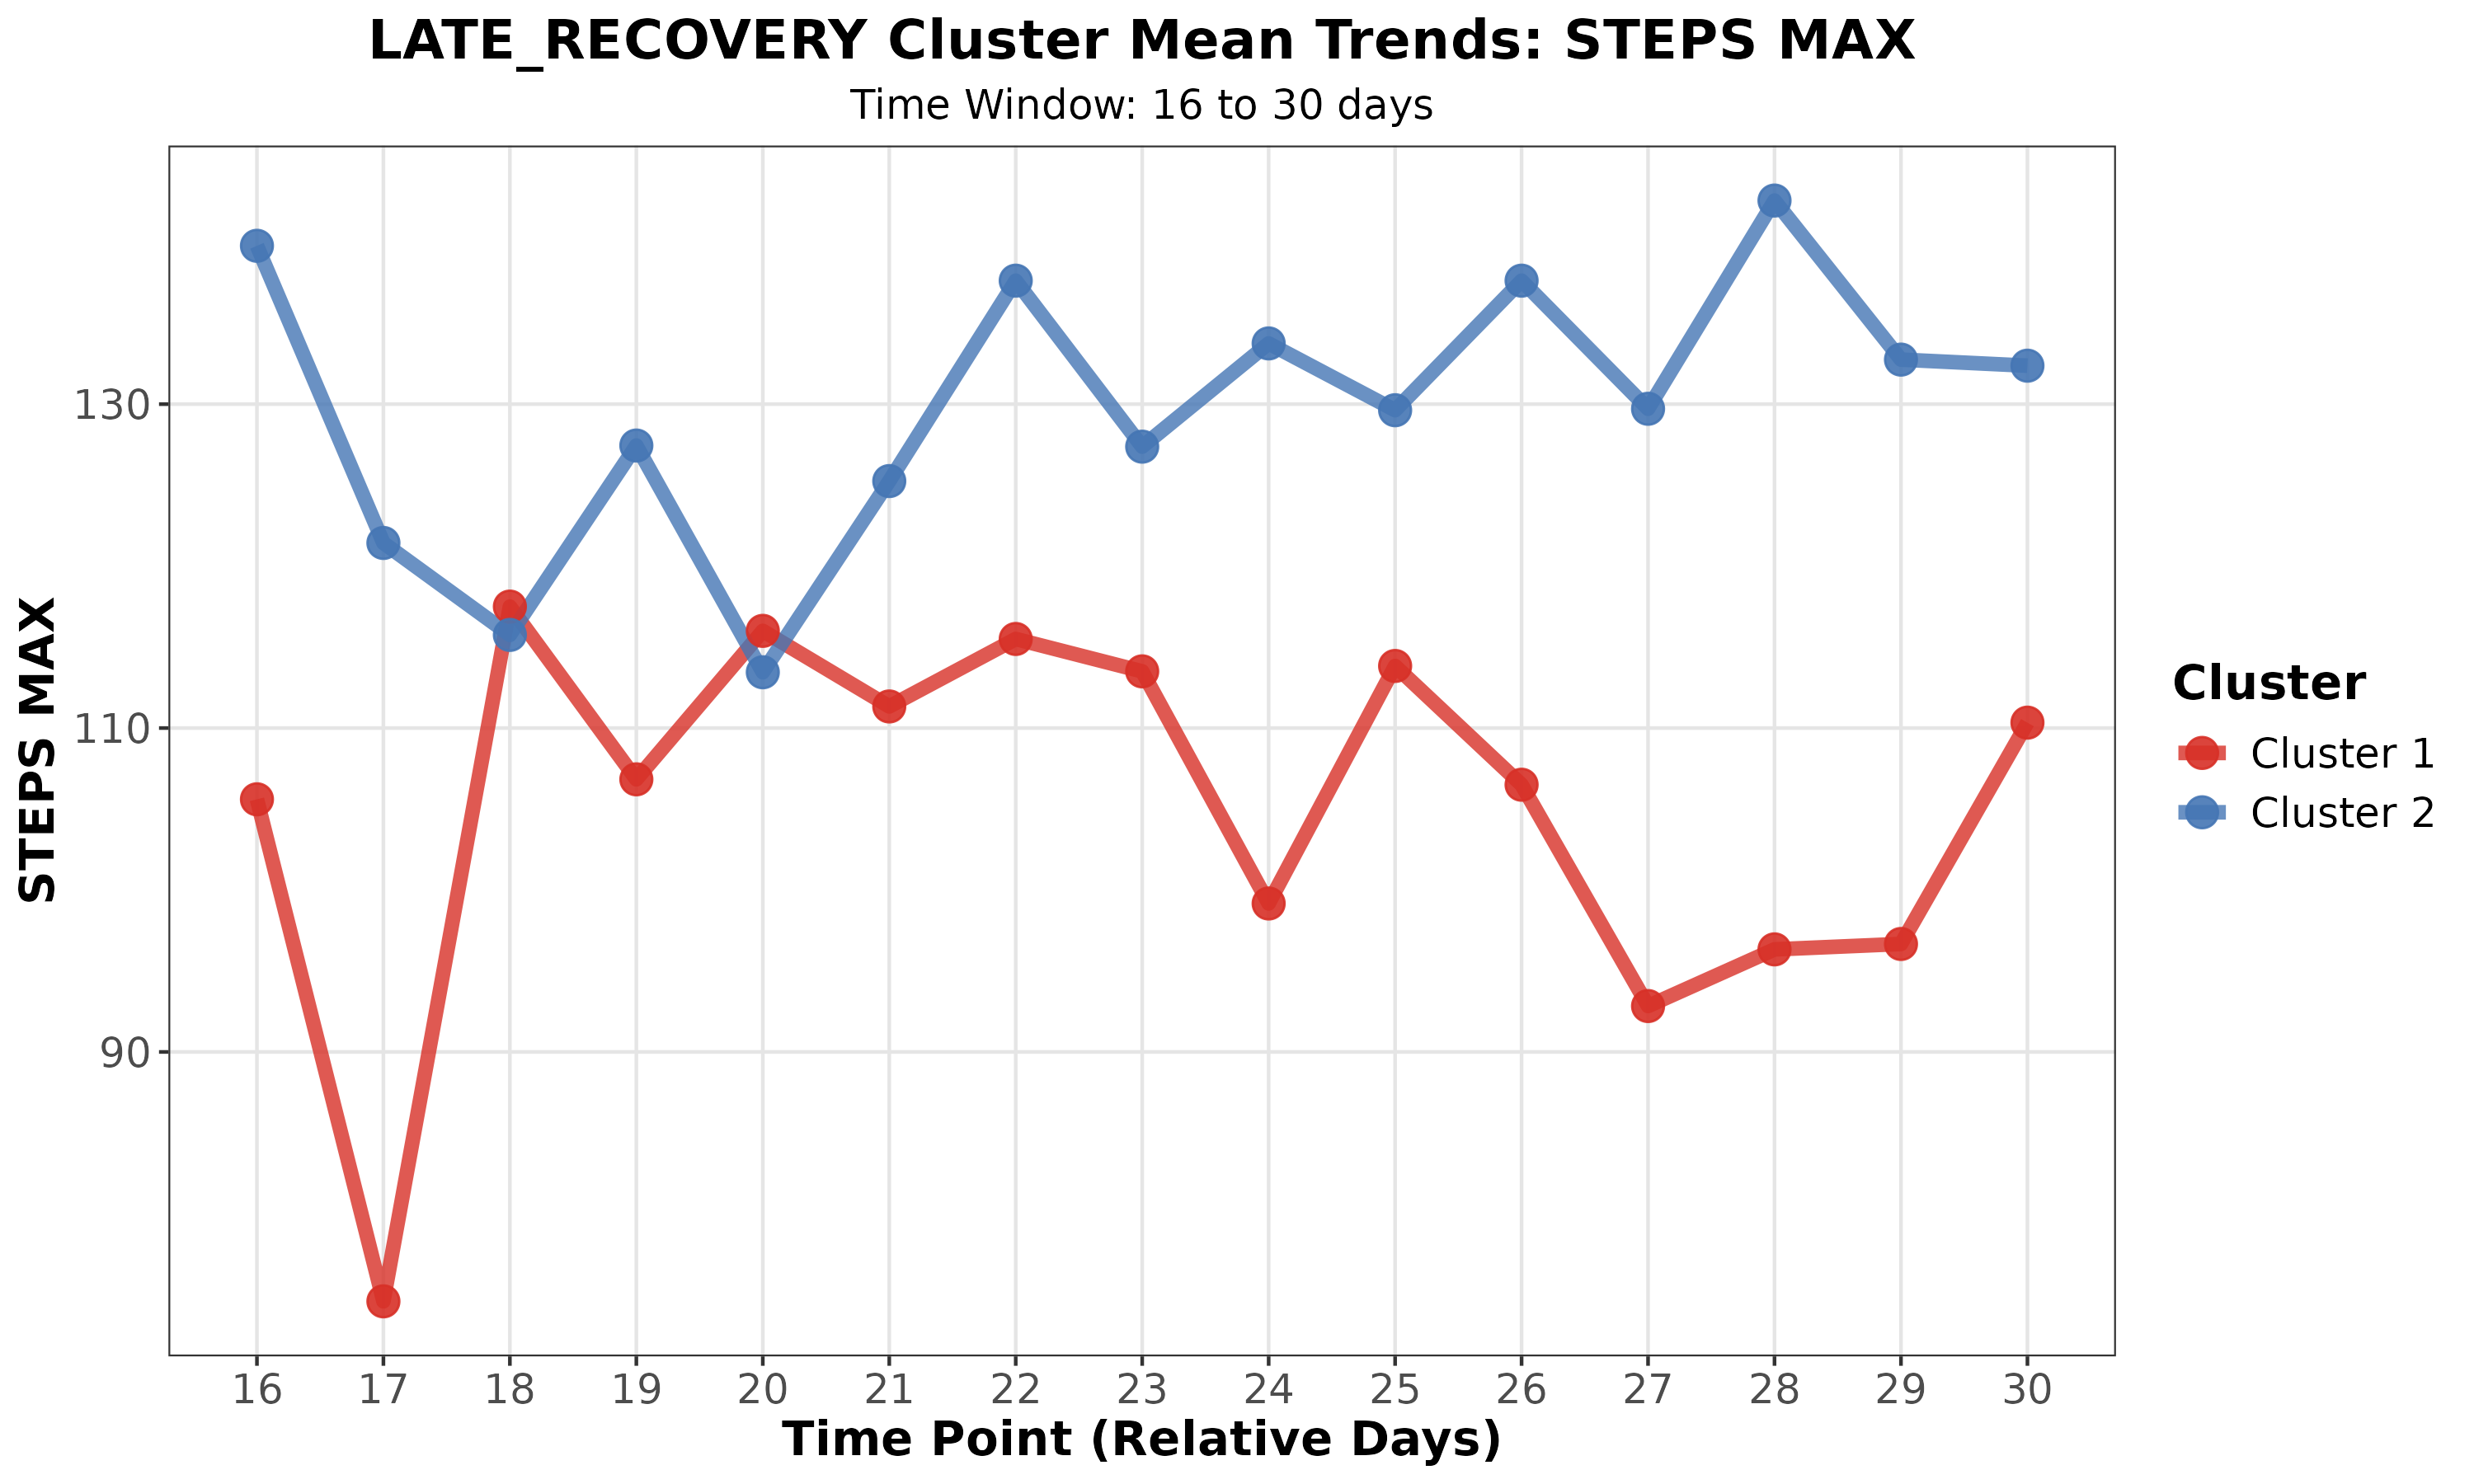 LATE_RECOVERY Cluster Mean Trends: STEPS MAX
Time Window: 16 to 30 days
STEPS MAX
130
110
90
16 17 18 19 20 21 22 23 24 25 26 27 28 29 30
Time Point (Relative Days)
Cluster
Cluster 1
Cluster 2